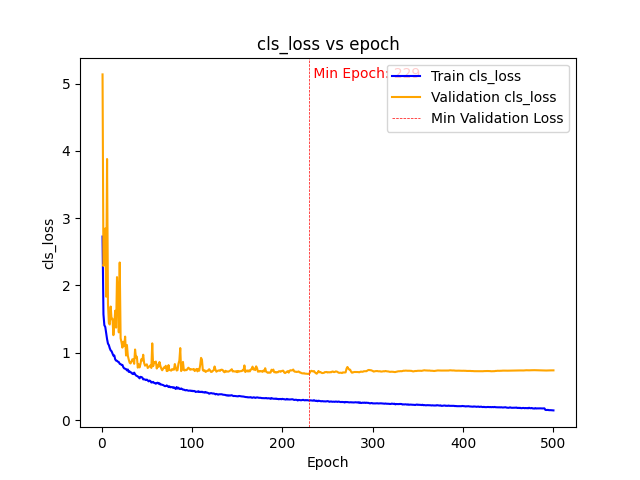 cls_loss vs epoch
Min Epoch: 229
Train cls_loss
Validation cls_loss
Min Validation Loss
cls_loss
5
4
3
2
1
0
0 100 200 300 400 500
Epoch